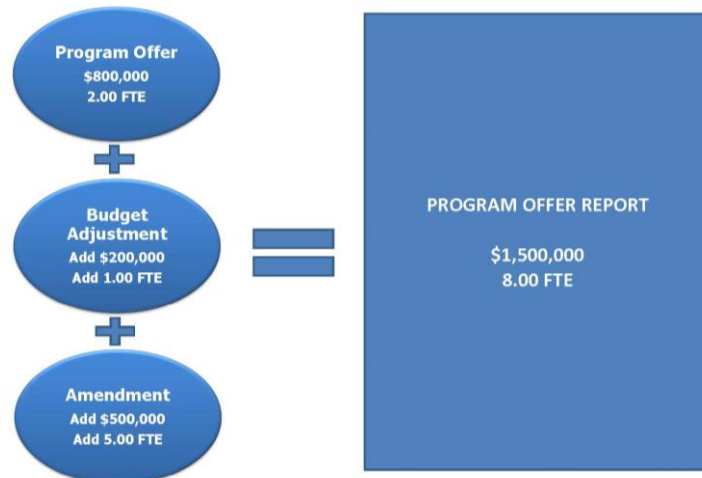 Program Offer
$800,000
2.00 FTE
Budget
Adjustment
Add $200,000
Add 1.00 FTE
Amendment
Add $500,000
Add 5.00 FTE
PROGRAM OFFER REPORT
$1,500,000
8.00 FTE